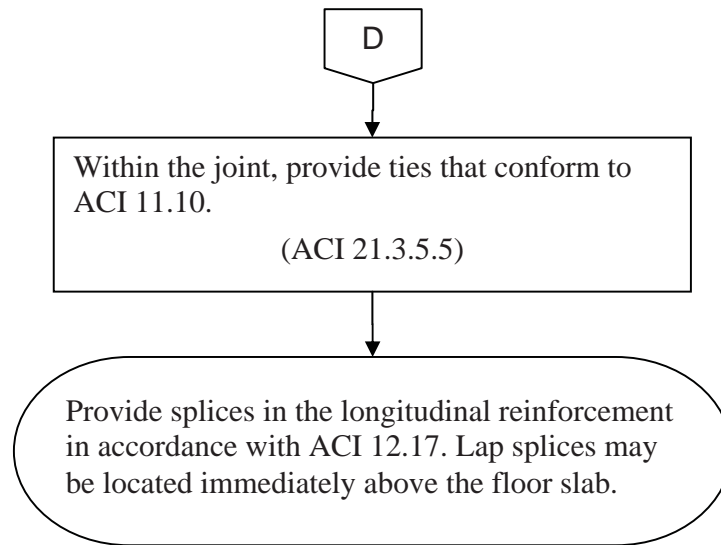 D
Within the joint, provide ties that conform to
ACI 11.10.
(ACI 21.3.5.5)
Provide splices in the longitudinal reinforcement
in accordance with ACI 12.17. Lap splices may
be located immediately above the floor slab.